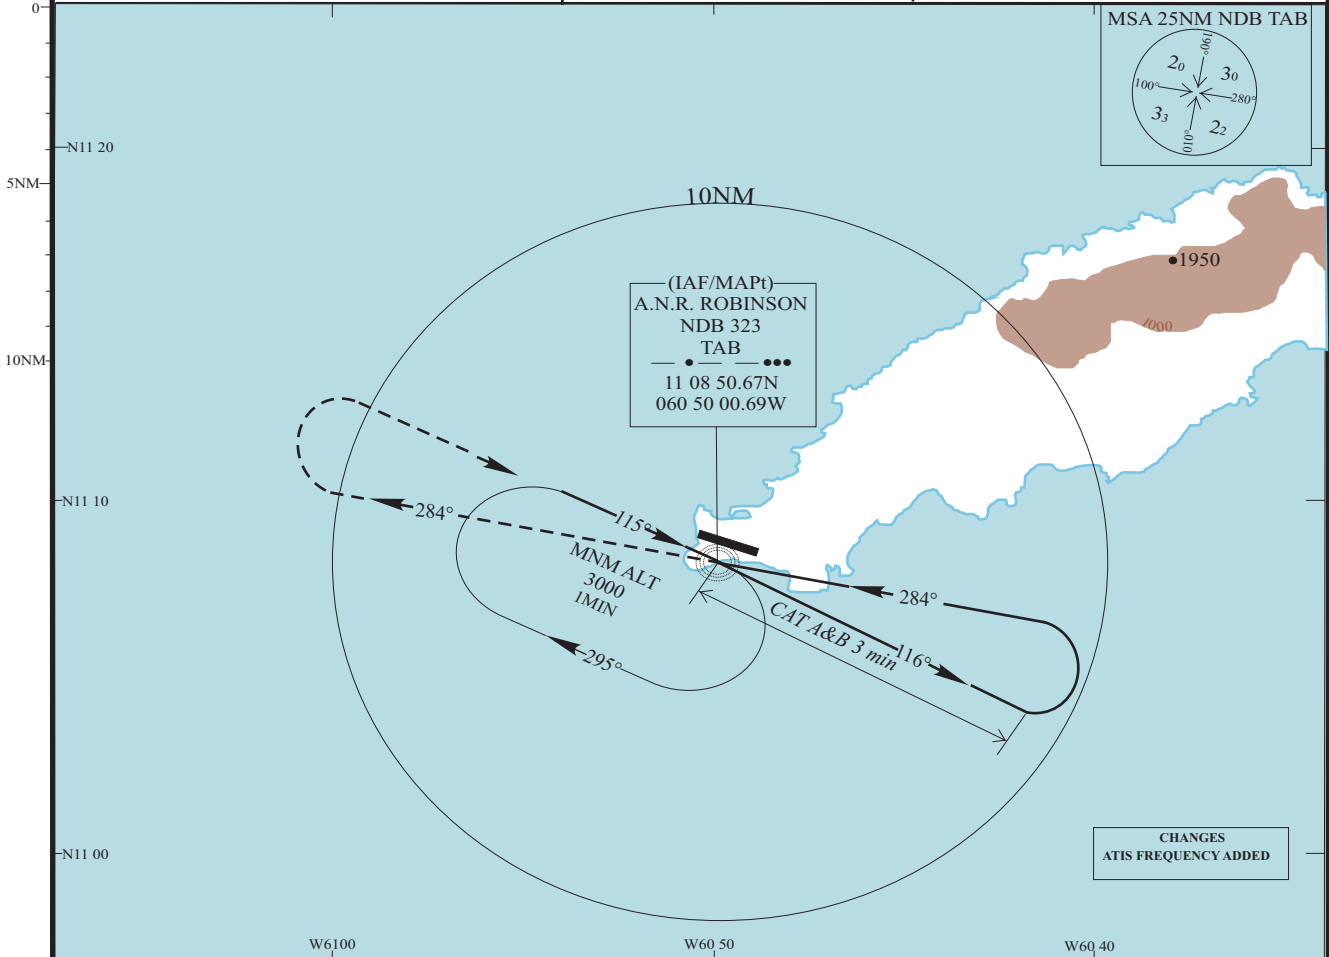 0
MSA 25NM NDB TAB
190°
20
30
100°
280°
33
22
010°
N11 20
5NM
10NM
(IAF/MAPt)
A.N.R. ROBINSON
NDB 323
TAB
11 08 50.67N
060 50 00.69W
1950
1000
10NM
N11 10
284°
115°
MNM ALT
3000
1MIN
284°
CAT A&B 3 min
116°
295°
CHANGES
ATIS FREQUENCY ADDED
N11 00
W6100
W60 50
W60 40